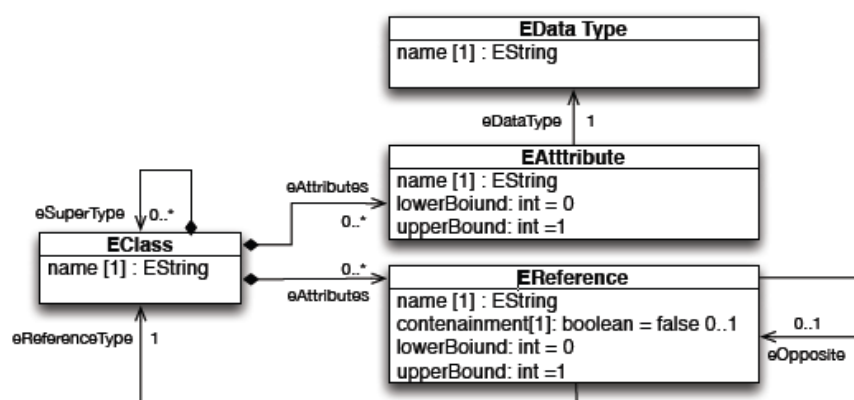 EData Type
name [1] : EString
eDataType 1
EAtttribute
name [1] : EString
lowerBoiund: int = 0
upperBound: int =1
eAttributes
0..*
eSuperType 0..*
EClass
name [1] : EString
0..*
eAttributes
EReference
name [1] : EString
contenainment[1]: boolean = false 0..1
lowerBoiund: int = 0
upperBound: int =1
eReferenceType 1
0..1
eOpposite